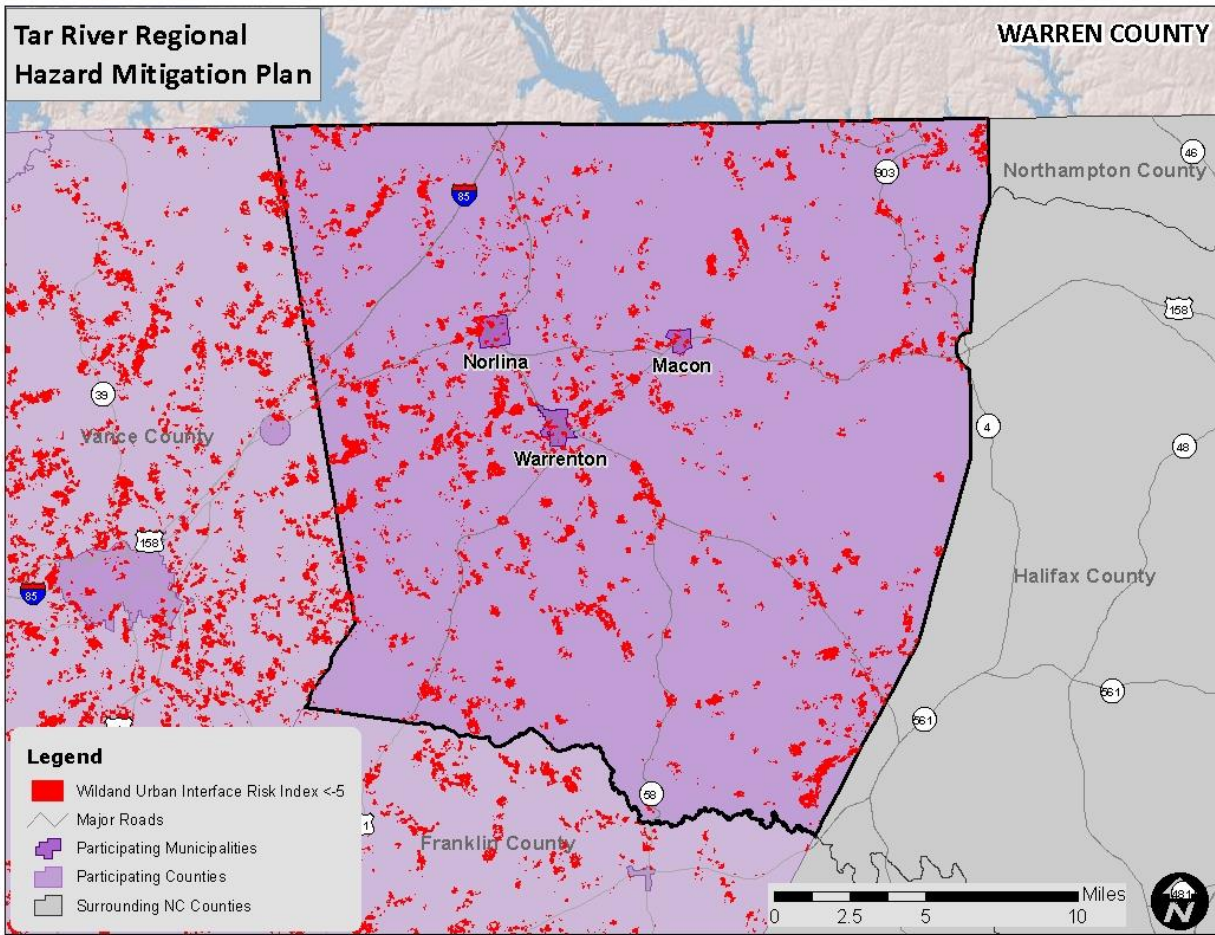 Tar River Regional
Hazard Mitigation Plan
WARREN COUNTY
46
903
Northampton County
85
158
Norlina
Macon
39
Vance County
4
48
Warrenton
158
85
Halifax County
561
561
58
Franklin County
1
Legend
Wildand Urban Interface Risk Index <-5
Major Roads
Participating Municipalities
Participating Counties
Surrounding NC Counties
Miles
0
2.5
5
10
481
N